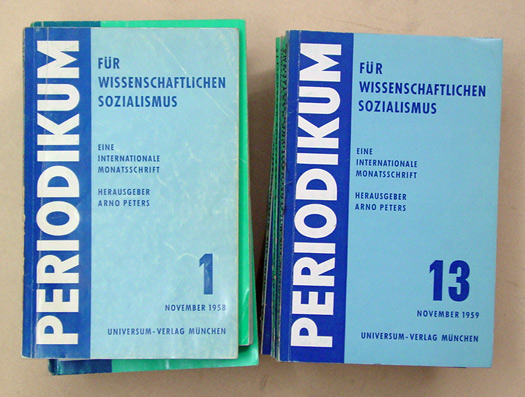 PERIODIKUM
FÜR
WISSENSCHAFTLICHEN
SOZIALISMUS
EINE
INTERNATIONALE
MONATSSCHRIFT
HERAUSGEBER
ARNO PETERS
1
NOVEMBER 1958
UNIVERSUM-VERLAG MÜNCHEN
PERIODIKUM
FÜR
WISSENSCHAFTLICHEN
SOZIALISMUS
EINE
INTERNATIONALE
MONATSSCHRIFT
HERAUSGEBER
ARNO PETERS
13
NOVEMBER 1959
UNIVERSUM-VERLAG MÜNCHEN